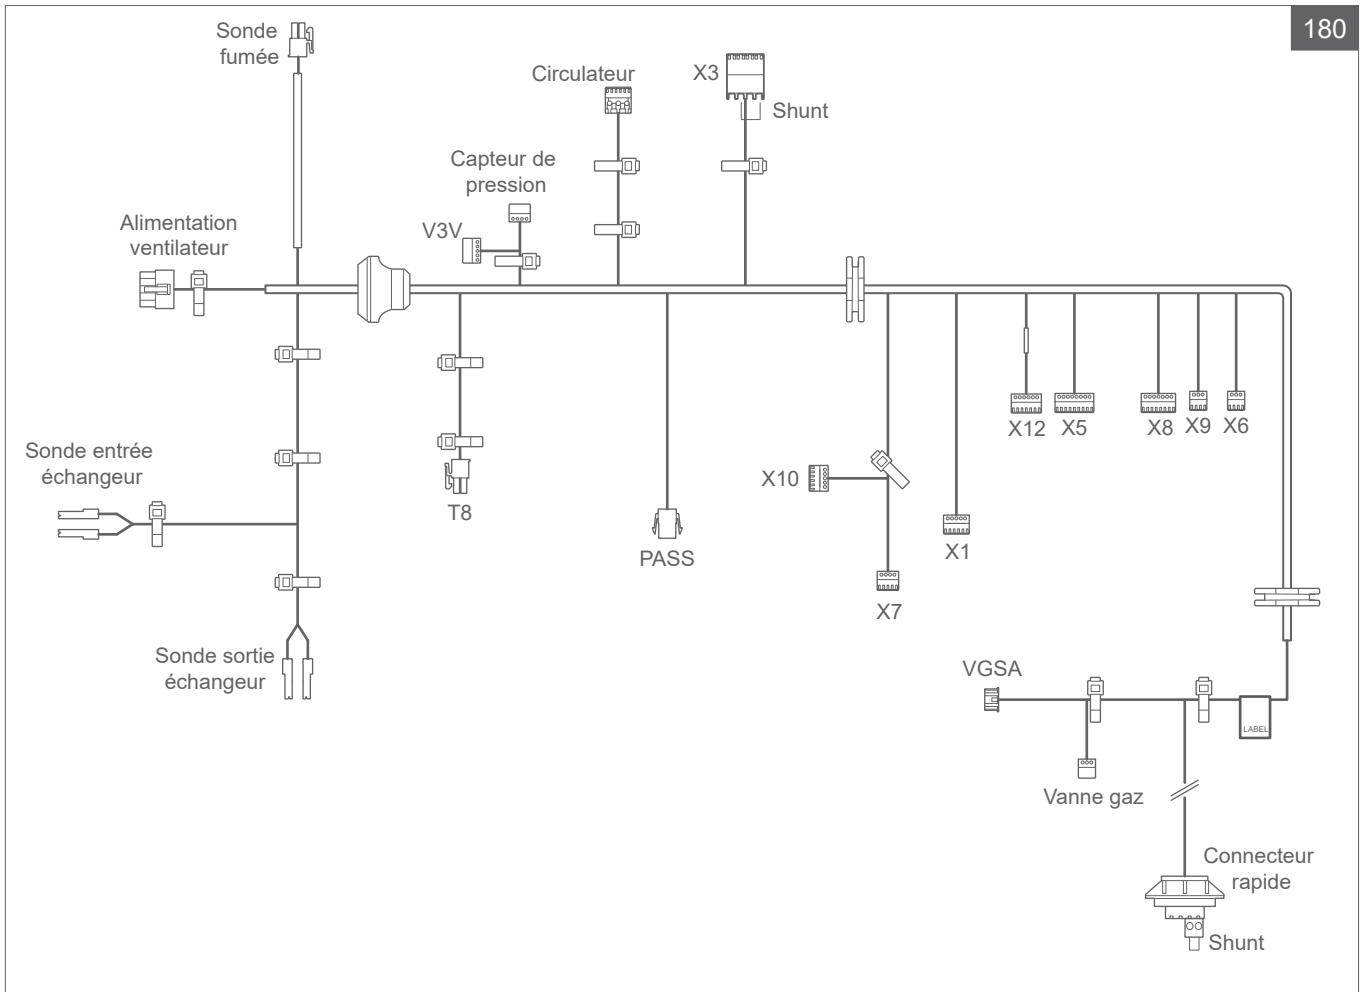 180
Sonde
fumée
Circulateur
X3
Shunt
Capteur de
pression
Alimentation
ventilateur
V3V
X12
X5
X8
X9
X6
Sonde entrée
échangeur
X10
T8
X1
PASS
X7
Sonde sortie
échangeur
VGSA
LABEL
Vanne gaz
Connecteur
rapide
Shunt